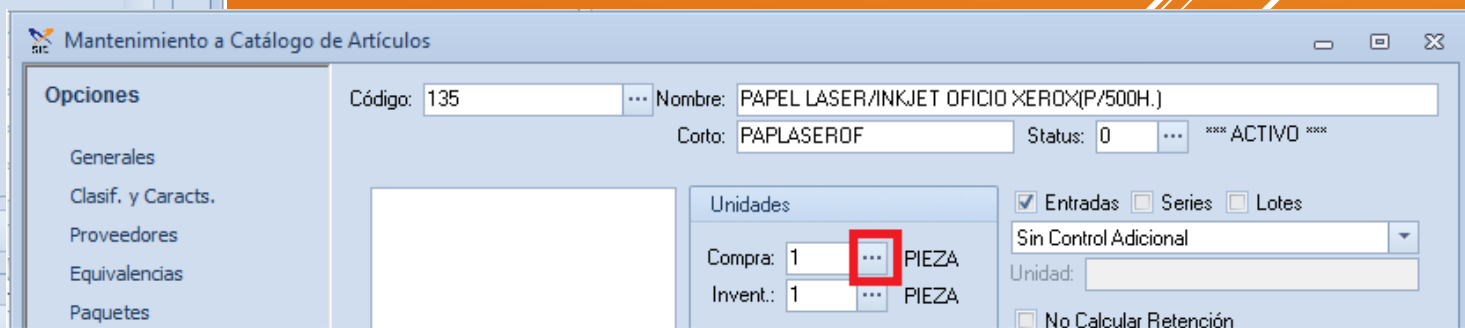 SIC Mantenimiento a Catálogo de Artículos
Opciones
Generales
Clasif. y Caracts.
Proveedores
Equivalencias
Paquetes
Código: 135 ... Nombre: PAPEL LASER/INKJET OFICIO XEROX(P/500H.)
Corto: PAPLASEROF Status: 0 ... *** ACTIVO ***
Unidades
Compra: 1 ... PIEZA
Invent.: 1 ... PIEZA
Entradas Series Lotes
Sin Control Adicional
Unidad:
No Calcular Retención